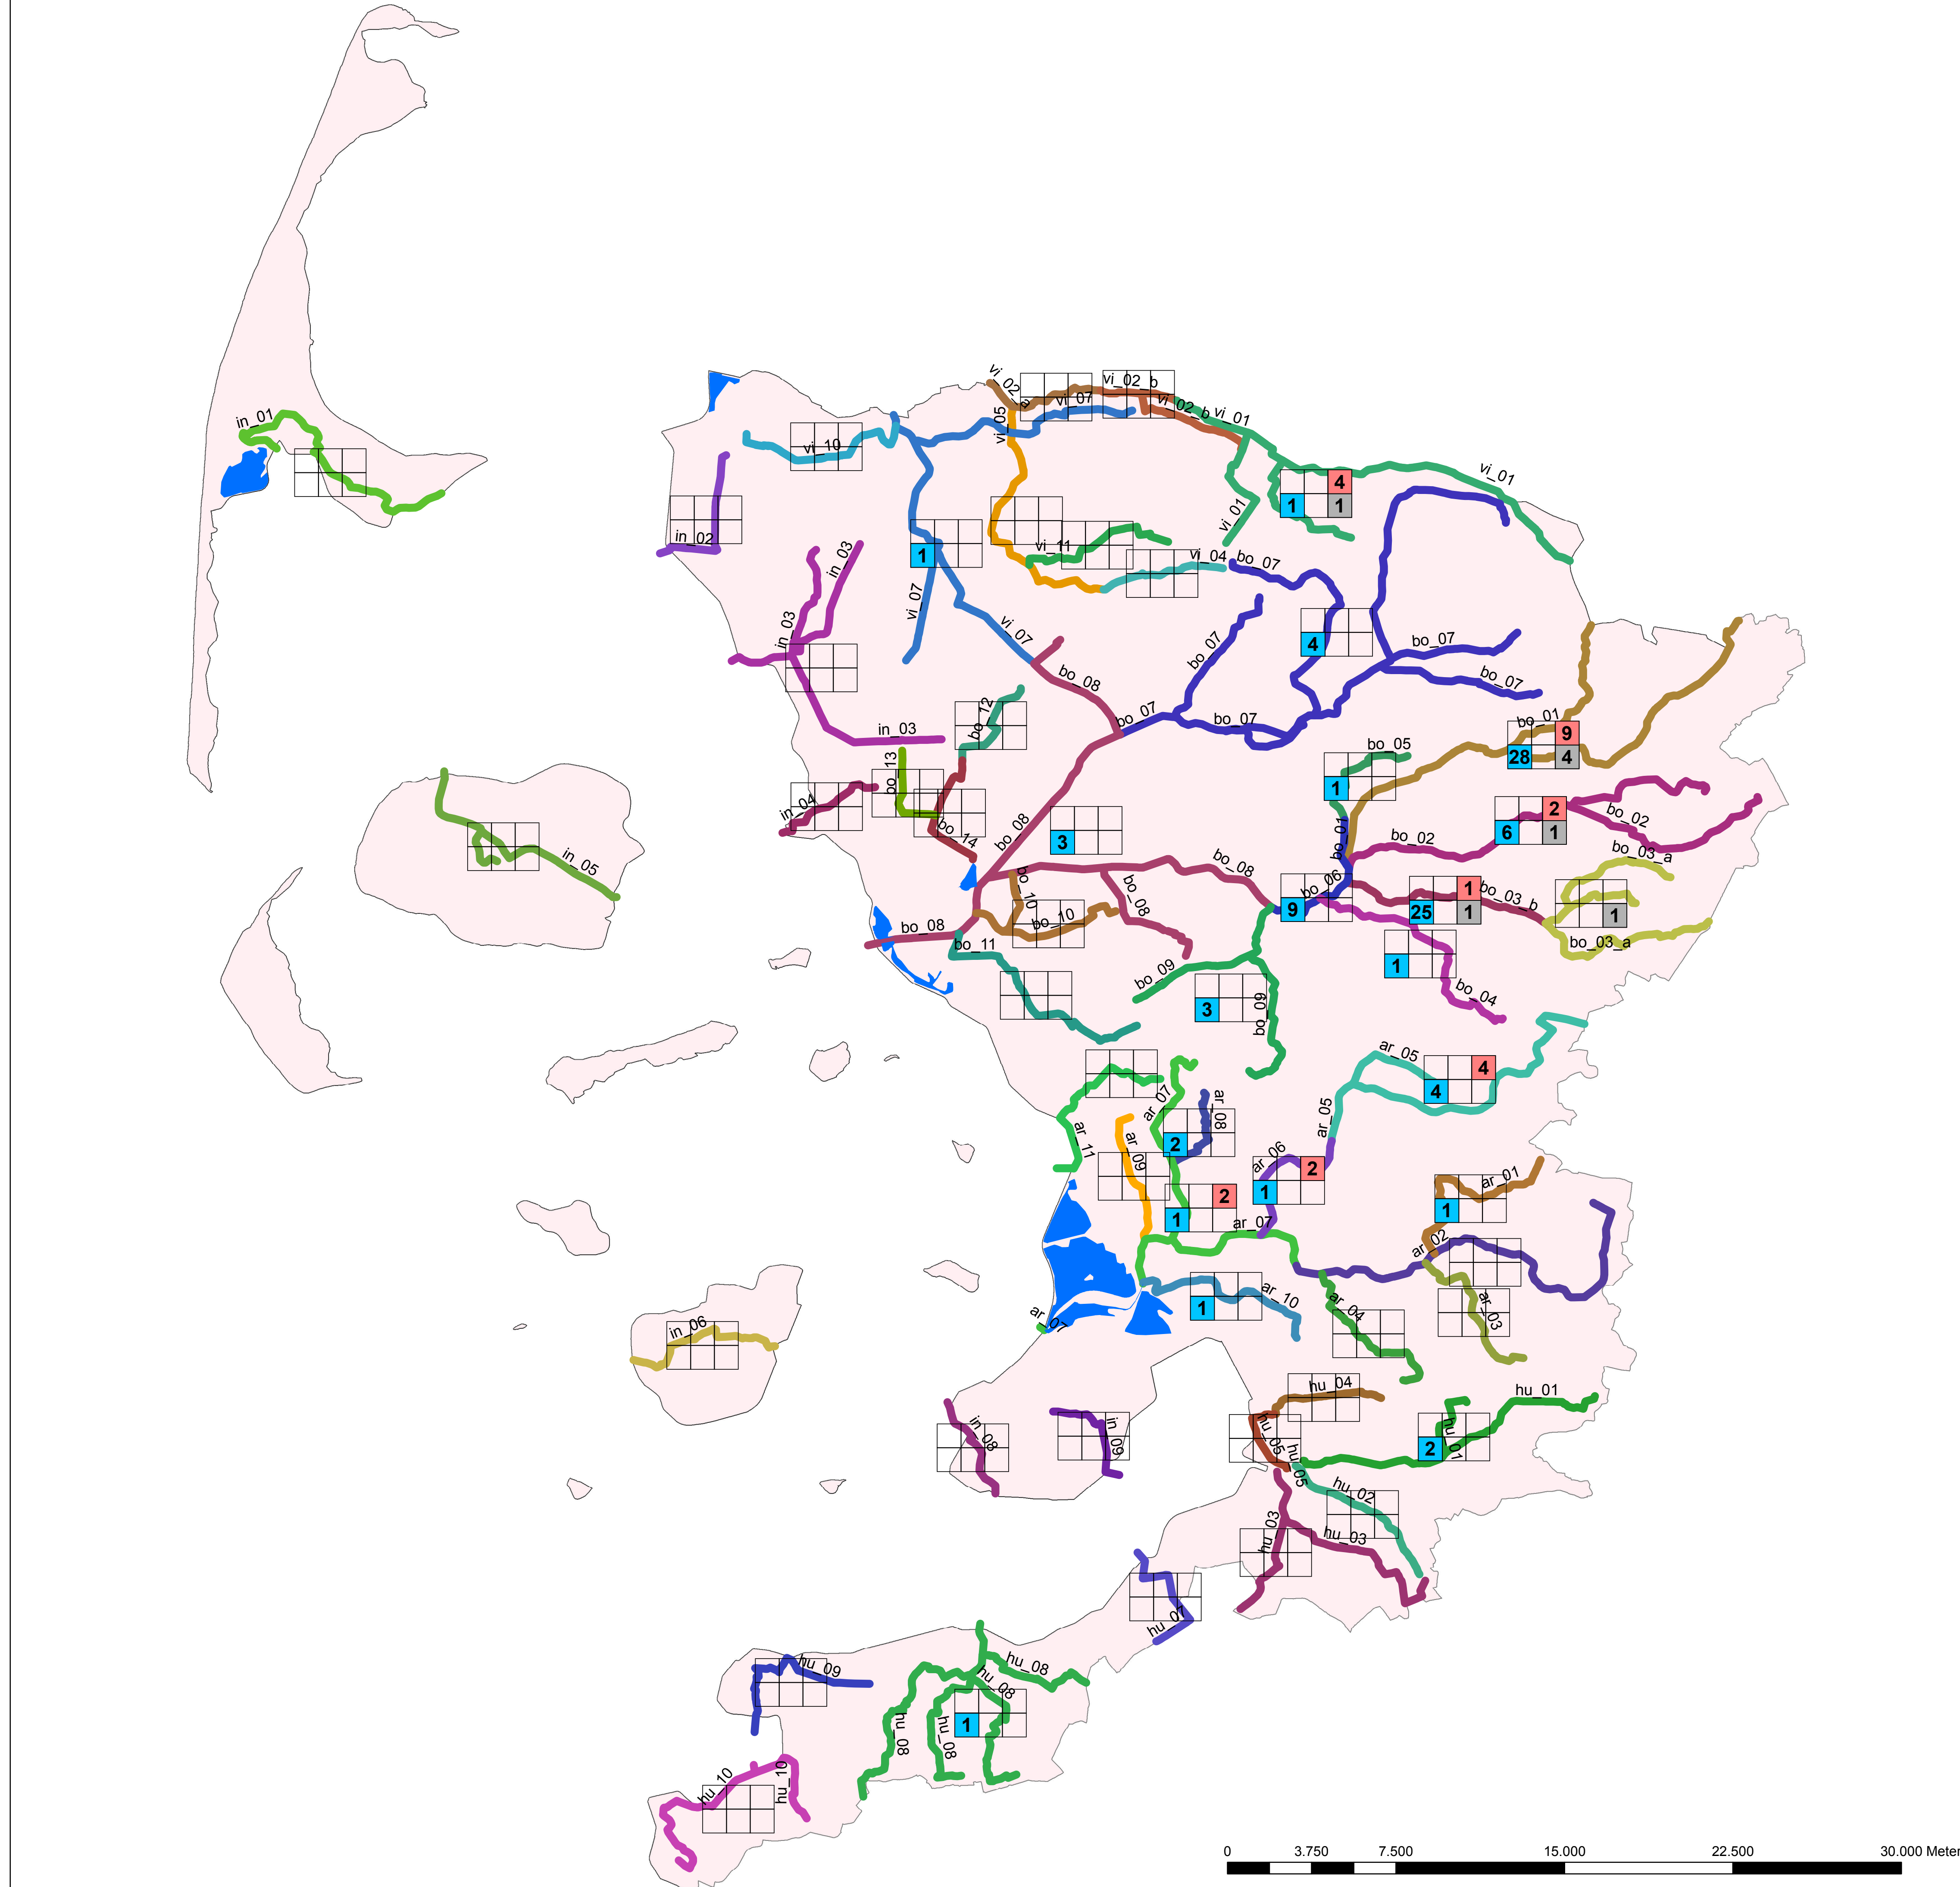 in_01
vi_02_a
vi_02_b
vi_07
vi_02_b
vi_01
vi_05
vi_10
vi_01
4
1
1
vi_01
in_02
in_03
1
vi_11
vi_04
bo_07
vi_07
in_03
vi_07
bo_07
4
bo_07
bo_08
bo_07
bo_12
bo_07
bo_07
bo_01
9
28
4
in_03
bo_05
bo_13
1
in_04
bo_14
bo_08
3
bo_01
bo_02
2
6
1
bo_02
in_05
bo_08
bo_03_a
bo_10
bo_08
bo_06
9
1
25
1
bo_03_b
1
bo_08
bo_10
bo_03_a
bo_11
1
bo_09
bo_04
3
bo_09
ar_05
4
4
ar_07
ar_08
ar_05
ar_11
ar_09
2
ar_06
2
1
ar_01
2
1
1
ar_07
ar_02
ar_10
1
ar_04
ar_03
ar_07
in_06
hu_04
hu_01
in_08
in_09
hu_05
hu_01
2
hu_05
hu_02
hu_03
hu_03
hu_07
hu_09
hu_08
hu_08
1
hu_08
hu_08
hu_10
hu_10
0 3.750 7.500 15.000 22.500 30.000 Meter